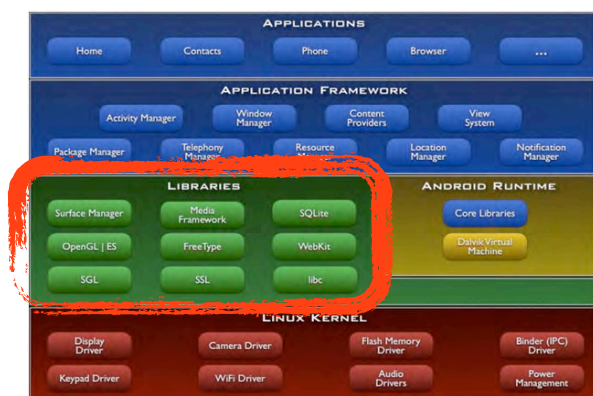 APPLICATIONS
Home
Contacts
Phone
Browser
...
APPLICATION FRAMEWORK
Activity Manager
Window
Manager
Content
Providers
View
System
Package Manager
Telephony
Manager
Resource
Location
Manager
Notification
Manager
LIBRARIES
Surface Manager
Media
Framework
SQLite
OpenGL | ES
FreeType
WebKit
SGL
SSL
libc
ANDROID RUNTIME
Core Libraries
Dalvik Virtual
Machine
LINUX KERNEL
Display
Driver
Camera Driver
Flash Memory
Driver
Binder (IPC)
Driver
Keypad Driver
WiFi Driver
Audio
Drivers
Power
Management